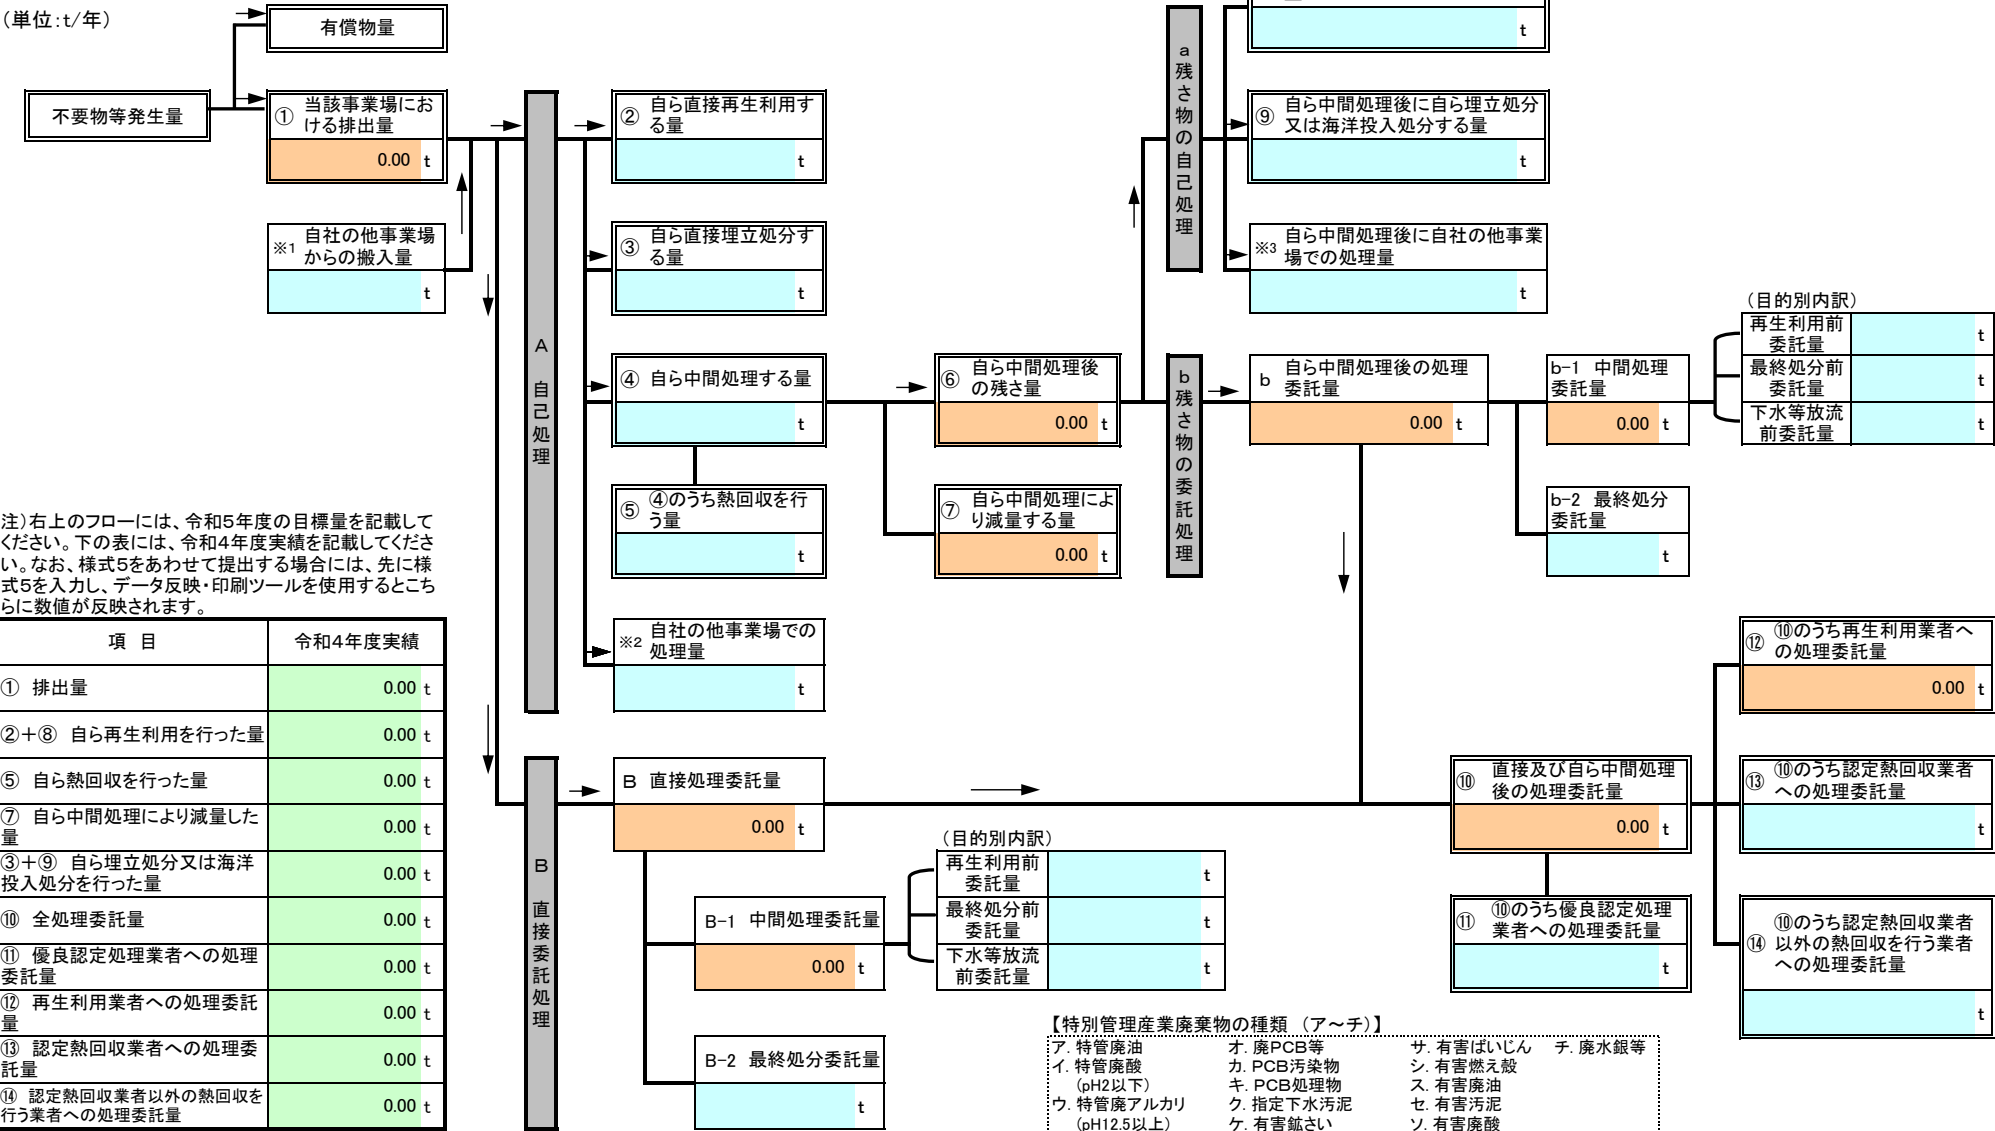 （単位：t/年）
有償物量
不要物等発生量
① 当該事業場にお
ける排出量
0.00 t
※1 自社の他事業場
からの搬入量
t
A
自己処理
② 自ら直接再生利用す
る量
t
③ 自ら直接埋立処分す
る量
t
④ 自ら中間処理する量
t
⑤ ④のうち熱回収を行
う量
t
※2 自社の他事業場での
処理量
t
⑥ 自ら中間処理後
の残さ量
0.00 t
⑦ 自ら中間処理によ
り減量する量
0.00 t
a
残さ物の自己処理
t
⑨ 自ら中間処理後に自ら埋立処分
又は海洋投入処分する量
t
※3 自ら中間処理後に自社の他事業
場での処理量
t
b
残さ物の委託処理
b 自ら中間処理後の処理
委託量
0.00 t
b-1 中間処理
委託量
0.00 t
b-2 最終処分
委託量
t
（目的別内訳）
再生利用前
委託量
t
最終処分前
委託量
t
下水等放流
前委託量
t
注）右上のフローには、令和５年度の目標量を記載して
ください。下の表には、令和４年度実績を記載してくださ
い。なお、様式５をあわせて提出する場合には、先に様
式５を入力し、データ反映・印刷ツールを使用するとこち
らに数値が反映されます。
項 目 令和４年度実績
① 排出量 0.00 t
②＋⑧ 自ら再生利用を行った量 0.00 t
⑤ 自ら熱回収を行った量 0.00 t
⑦ 自ら中間処理により減量した
量 0.00 t
③＋⑨ 自ら埋立処分又は海洋
投入処分を行った量 0.00 t
⑩ 全処理委託量 0.00 t
⑪ 優良認定処理業者への処理
委託量 0.00 t
⑫ 再生利用業者への処理委託
量 0.00 t
⑬ 認定熱回収業者への処理委
託量 0.00 t
⑭ 認定熱回収業者以外の熱回収を
行う業者への処理委託量 0.00 t
B
直接委託処理
B 直接処理委託量
0.00 t
B-1 中間処理委託量
0.00 t
B-2 最終処分委託量
t
（目的別内訳）
再生利用前
委託量
t
最終処分前
委託量
t
下水等放流
前委託量
t
⑩ 直接及び自ら中間処理
後の処理委託量
0.00 t
⑪ ⑩のうち優良認定処理
業者への処理委託量
t
⑫ ⑩のうち再生利用業者へ
の処理委託量
0.00 t
⑬ ⑩のうち認定熱回収業者
への処理委託量
t
⑭ ⑩のうち認定熱回収業者
以外の熱回収を行う業者
への処理委託量
t
【特別管理産業廃棄物の種類 （ア～チ）】
ア. 特管廃油 オ. 廃PCB等 サ. 有害ばいじん チ. 廃水銀等
イ. 特管廃酸 カ. PCB汚染物 シ. 有害燃え殻
（pH2以下） キ. PCB処理物 ス. 有害廃油
ウ. 特管廃アルカリ ク. 指定下水汚泥 セ. 有害汚泥
（pH12.5以上） ケ. 有害鉱さい ソ. 有害廃酸